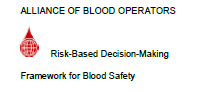 ALLIANCE OF BLOOD OPERATORS
Risk-Based Decision-Making
Framework for Blood Safety